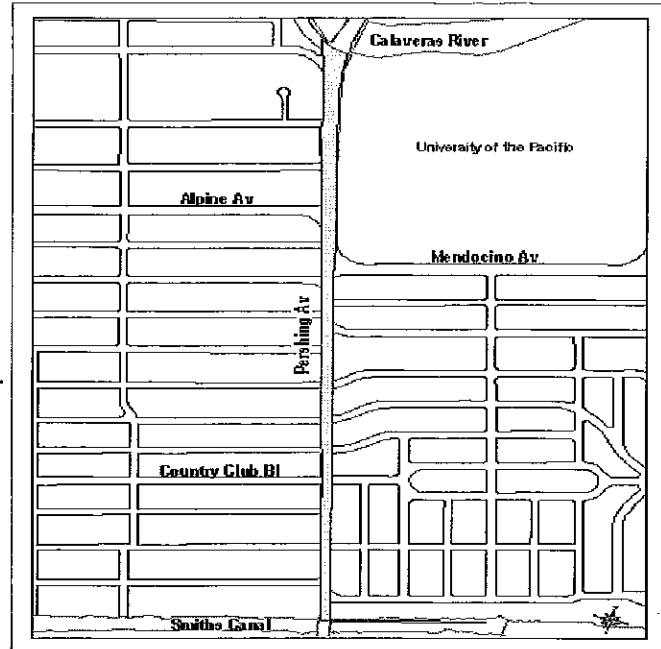 Calaveras River
University of the Pacific
Alpine Av
Mendocino Av
Pershing Av
Country Club Bl
Smiths Canal